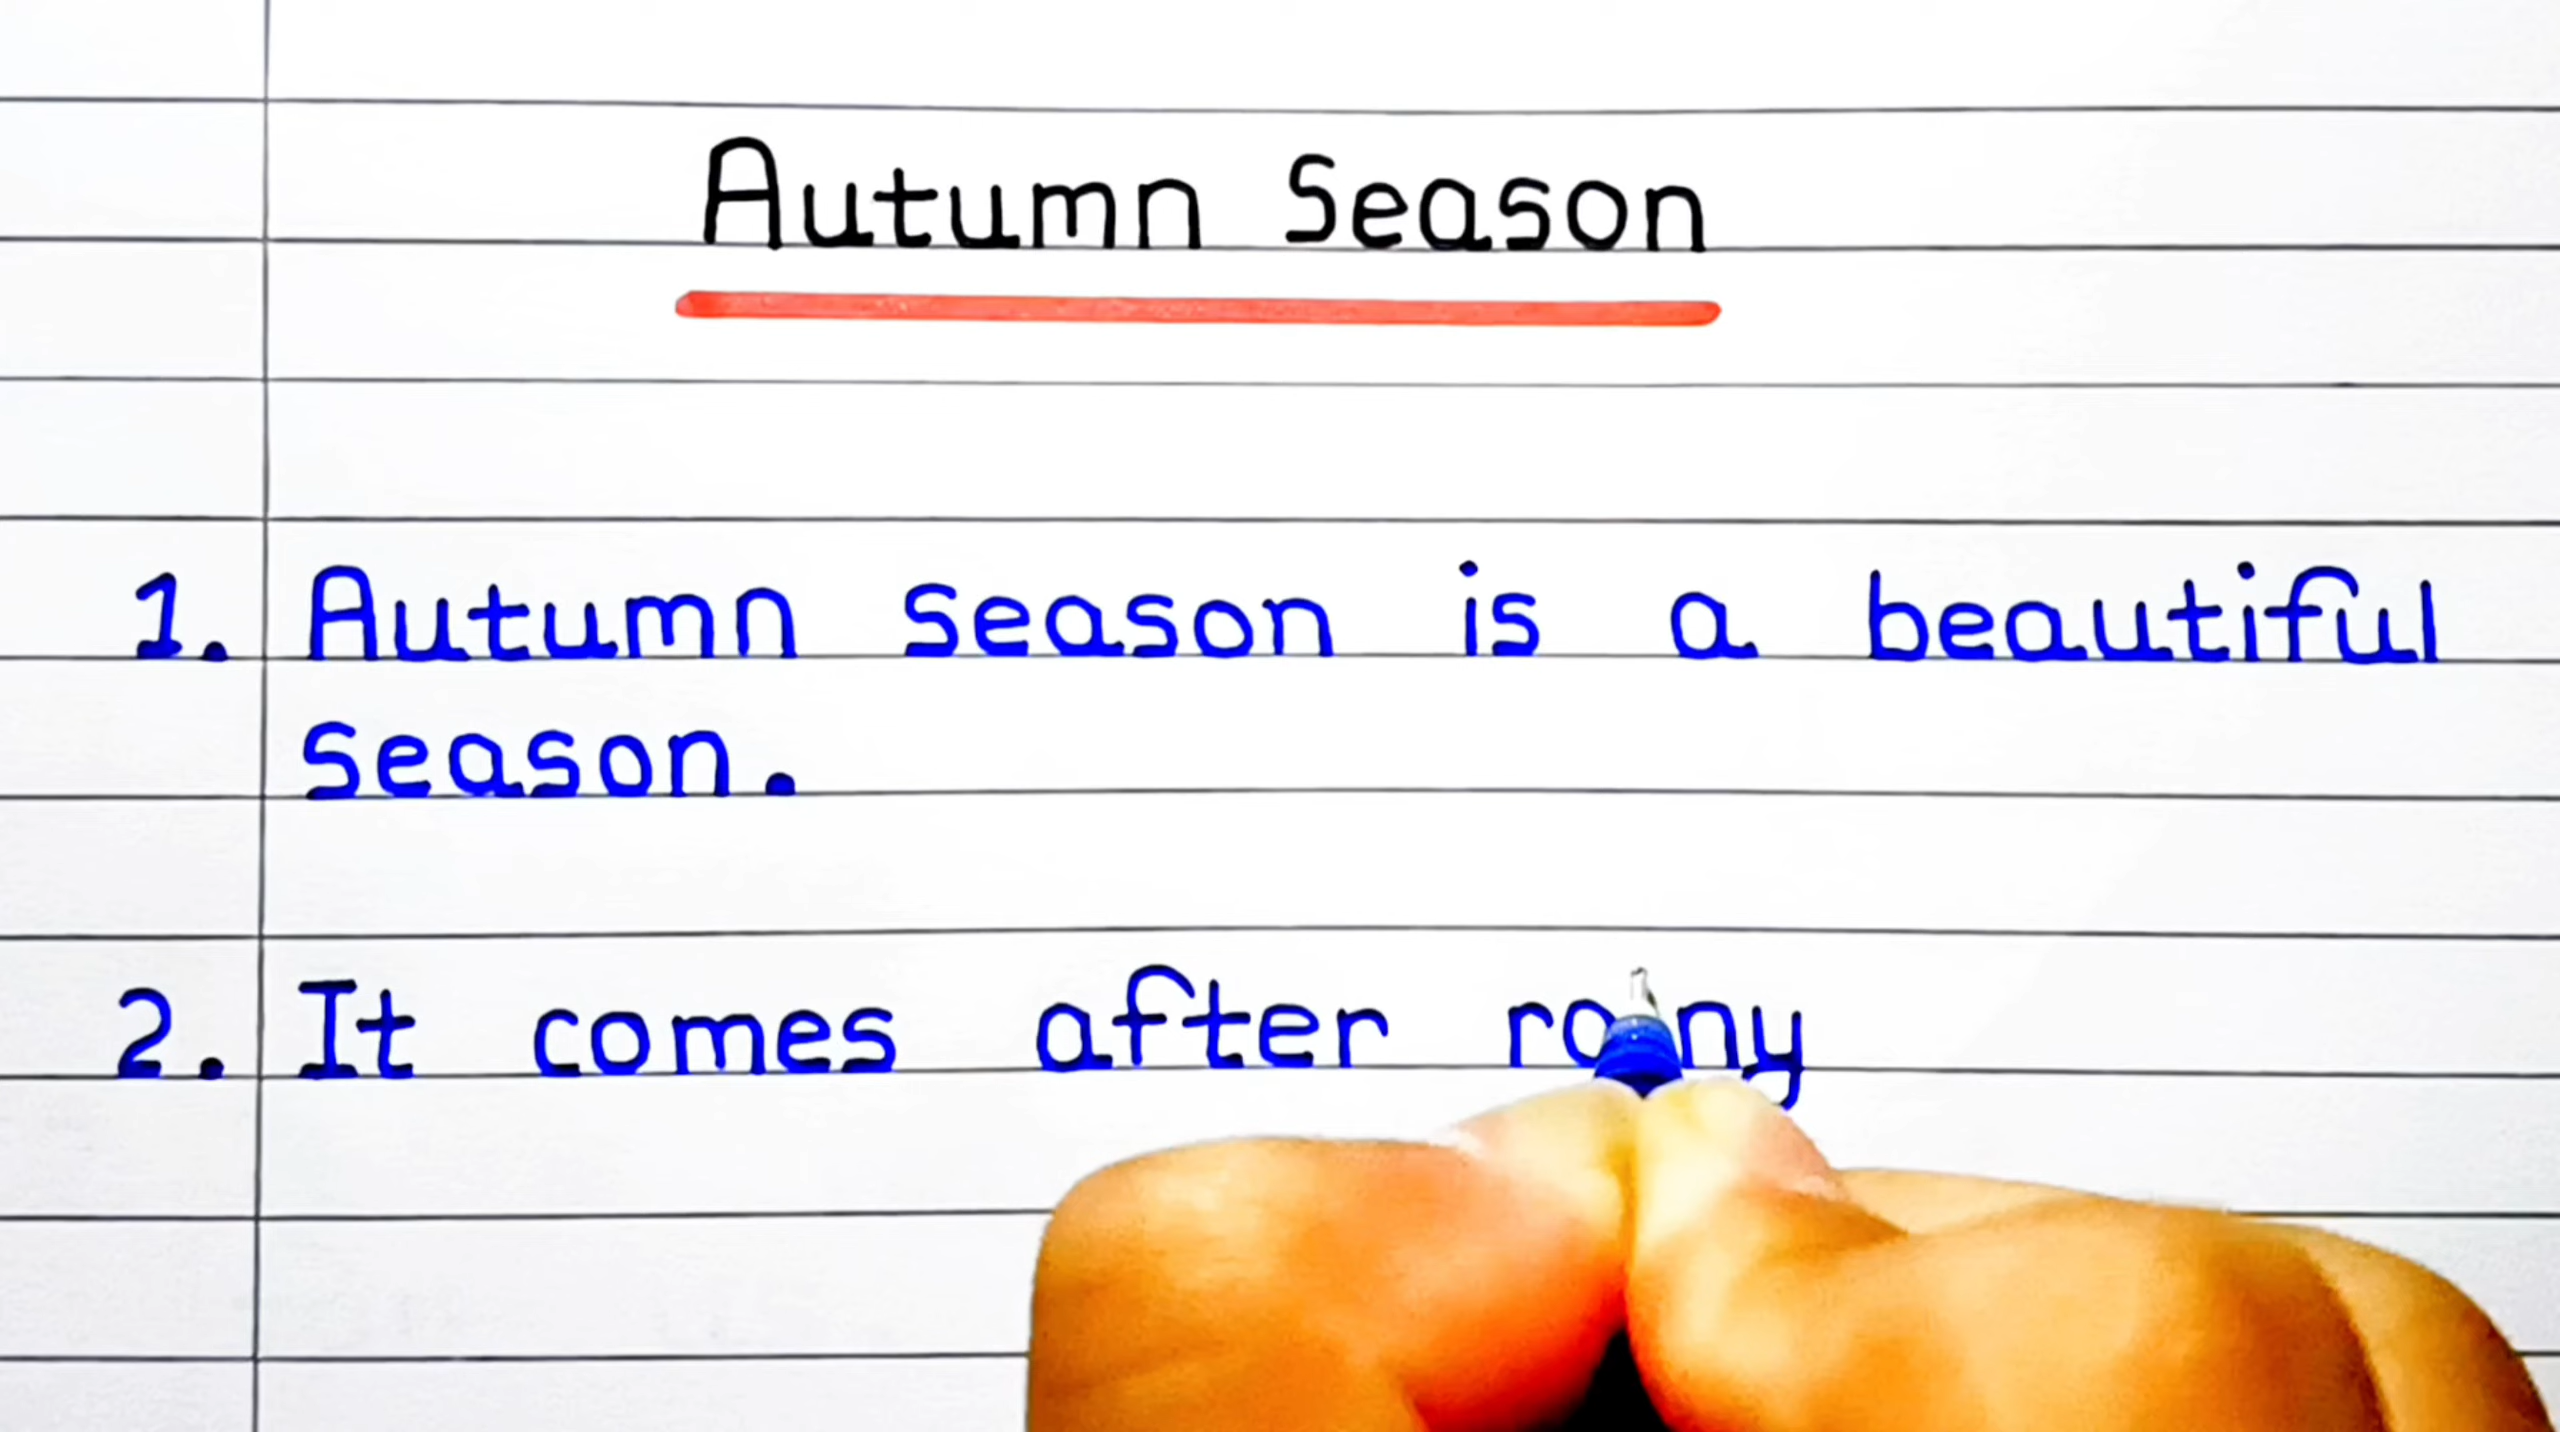 Autumn Season
1. Autumn season is a beautiful
season.
2. It comes after